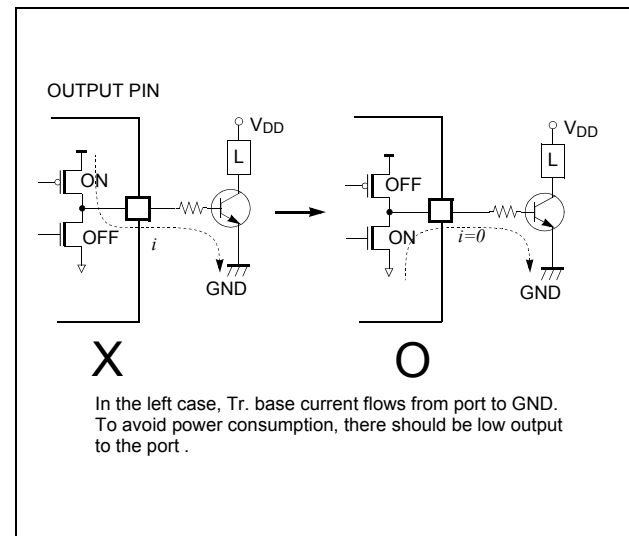 OUTPUT PIN
VDD
L
ON
OFF
i
GND
X
VDD
L
OFF
ON
i=0
GND
O
In the left case, Tr. base current flows from port to GND.
To avoid power consumption, there should be low output
to the port .